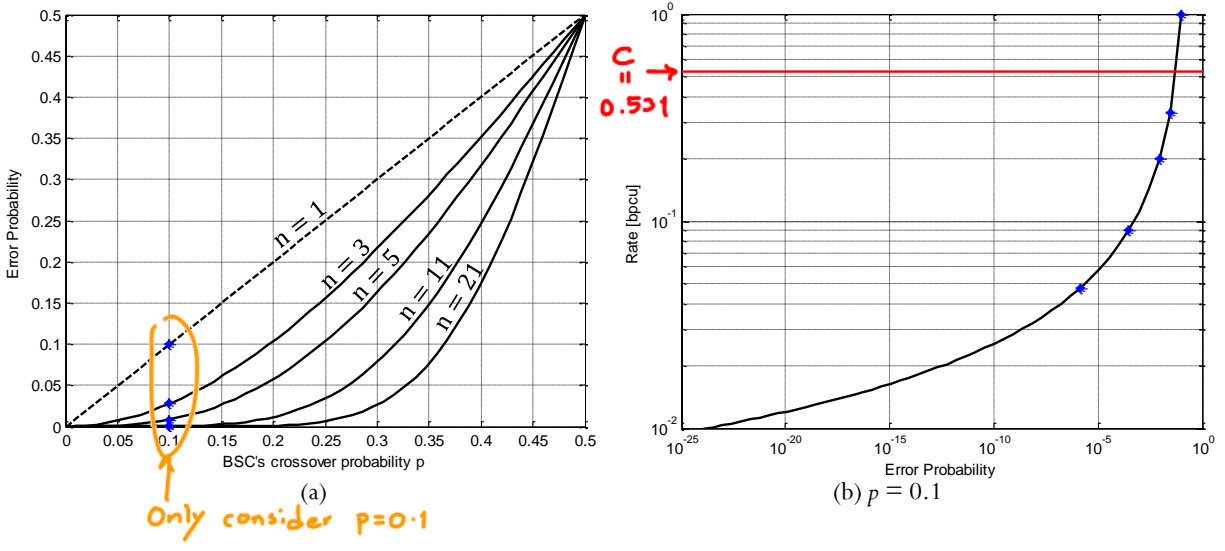 0.5
0.45
0.4
0.35
0.3
0.25
0.2
0.15
0.1
0.05
0
Error Probability
n = 1
n = 3
n = 5
n = 11
n = 21
0 0.05 0.1 0.15 0.2 0.25 0.3 0.35 0.4 0.45 0.5
BSC's crossover probability p
(a)
Only consider p=0.1
C
=
0.531
10^0
10^-1
10^-2
Rate [bpcu]
10^-25 10^-20 10^-15 10^-10 10^-5 10^0
Error Probability
(b) p = 0.1